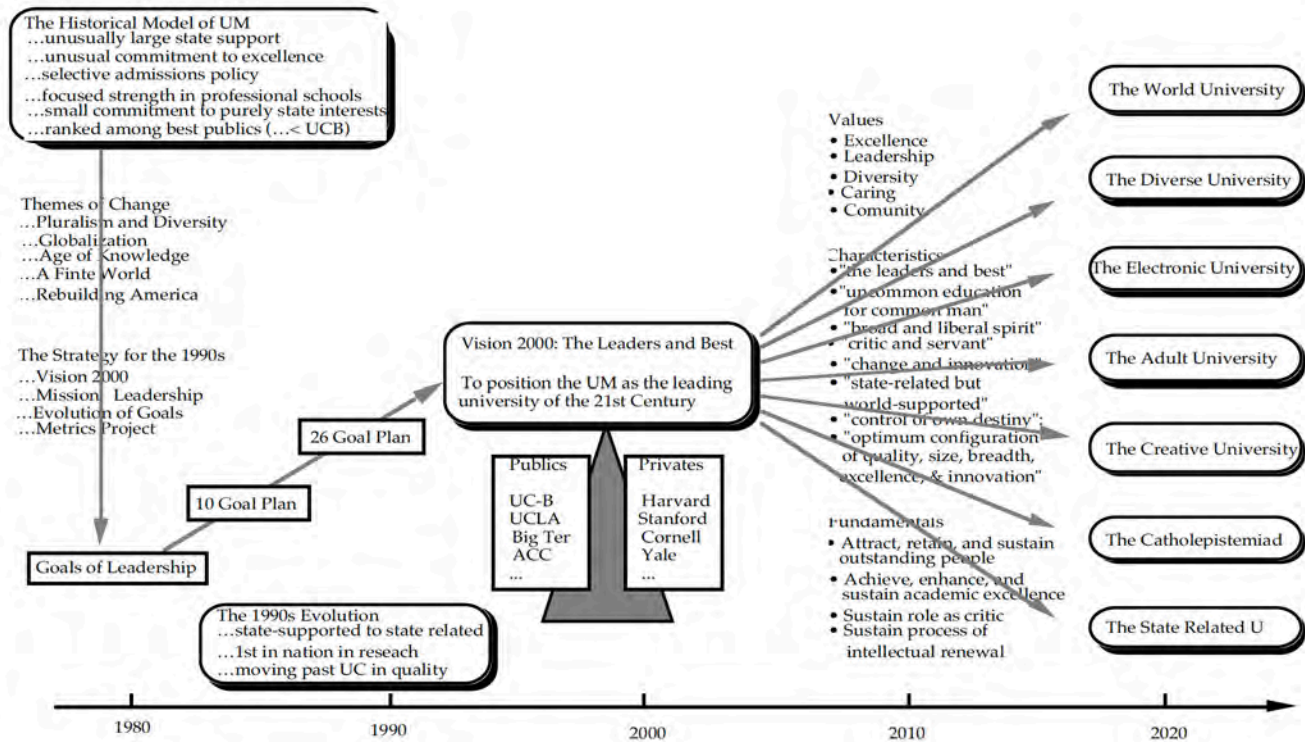 The Historical Model of UM
…unusually large state support
…unusual commitment to excellence
…selective admissions policy
…focused strength in professional schools
…small commitment to purely state interests
…ranked among best publics (…< UCB)
Themes of Change
…Pluralism and Diversity
…Globalization
…Age of Knowledge
…A Finte World
…Rebuilding America
The Strategy for the 1990s
…Vision 2000
…Mission: Leadership
…Evolution of Goals
…Metrics Project
Goals of Leadership
10 Goal Plan
26 Goal Plan
The 1990s Evolution
…state-supported to state related
…1st in nation in reseach
…moving past UC in quality
Vision 2000: The Leaders and Best
To position the UM as the leading
university of the 21st Century
Publics
UC-B
UCLA
Big Ter
ACC
...
Privates
Harvard
Stanford
Cornell
Yale
...
Values
• Excellence
• Leadership
• Diversity
• Caring
• Comunity
Characteristics
• "the leaders and best"
• "uncommon education
for common man"
• "broad and liberal spirit"
• "critic and servant"
• "change and innovation"
• "state-related but
world-supported"
• "control of own destiny";
• "optimum configuration
of quality, size, breadth,
excellence, & innovation"
Fundamentals
• Attract, retain, and sustain
outstanding people
• Achieve, enhance, and
sustain academic excellence
• Sustain role as critic
• Sustain process of
intellectual renewal
The World University
The Diverse University
The Electronic University
The Adult University
The Creative University
The Catholepistemiad
The State Related U
1980
1990
2000
2010
2020